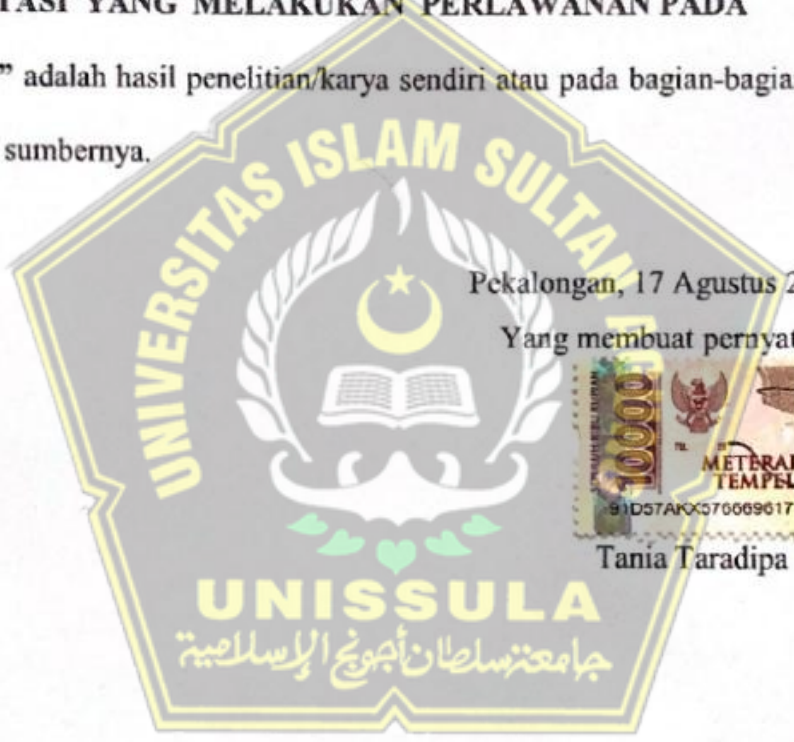 TASI YANG MELAKUKAN PERLAWANAN PADA
” adalah hasil penelitian/karya sendiri atau pada bagian-bagia
sumbernya.
UNIVERSITAS ISLAM SULTAN
Pekalongan, 17 Agustus 2
Yang membuat pernyat
10000
METERAI
TEMPEL
91D57AKX576669617
Tania Taradipa
UNISSULA
جامعة سلطان أجونج الإسلامية